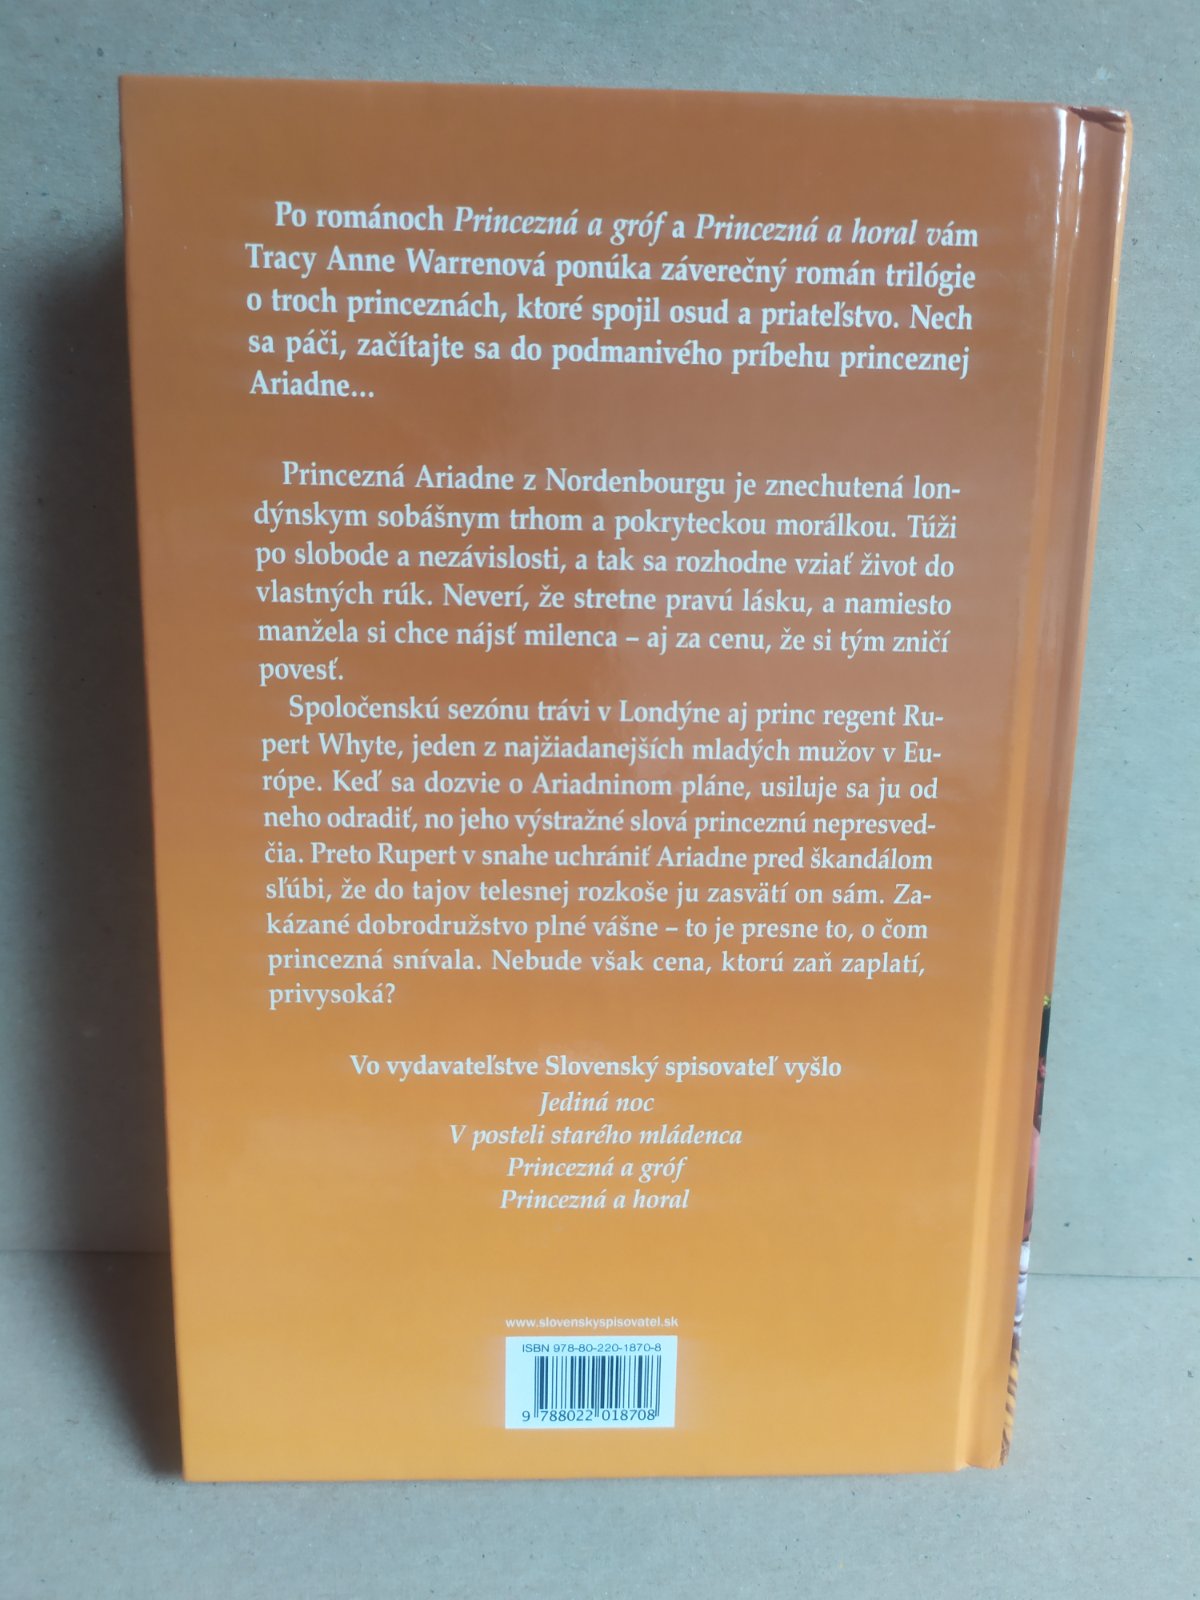 Po románoch Princezná a gróf a Princezná a horal vám
Tracy Anne Warrenová ponúka záverečný román trilógie
o troch princeznách, ktoré spojil osud a priateľstvo. Nech
sa páči, začítajte sa do podmanivého príbehu princeznej
Ariadne...
Princezná Ariadne z Nordenbourgu je znechutená lon-
dýnskym sobášnym trhom a pokryteckou morálkou. Túži
po slobode a nezávislosti, a tak sa rozhodne vziať život do
vlastných rúk. Neverí, že stretne pravú lásku, a namiesto
manžela si chce nájsť milenca – aj za cenu, že si tým zničí
povesť.
Spoločenskú sezónu trávi v Londýne aj princ regent Ru-
pert Whyte, jeden z najžiadanejších mladých mužov v Eu-
rópe. Keď sa dozvie o Ariadninom pláne, usiluje sa ju od
neho odradiť, no jeho výstražné slová princeznú nepresved-
čia. Preto Rupert v snahe uchrániť Ariadne pred škandálom
sľúbi, že do tajov telesnej rozkoše ju zasvätí on sám. Za-
kázané dobrodružstvo plné vášne – to je presne to, o čom
princezná snívala. Nebude však cena, ktorú zaň zaplatí,
privysoká?
Vo vydavateľstve Slovenský spisovateľ vyšlo
Jediná noc
V posteli starého mládenca
Princezná a gróf
Princezná a horal
www.slovenskyspisovatel.sk
ISBN 978-80-220-1870-8
9 788022 018708